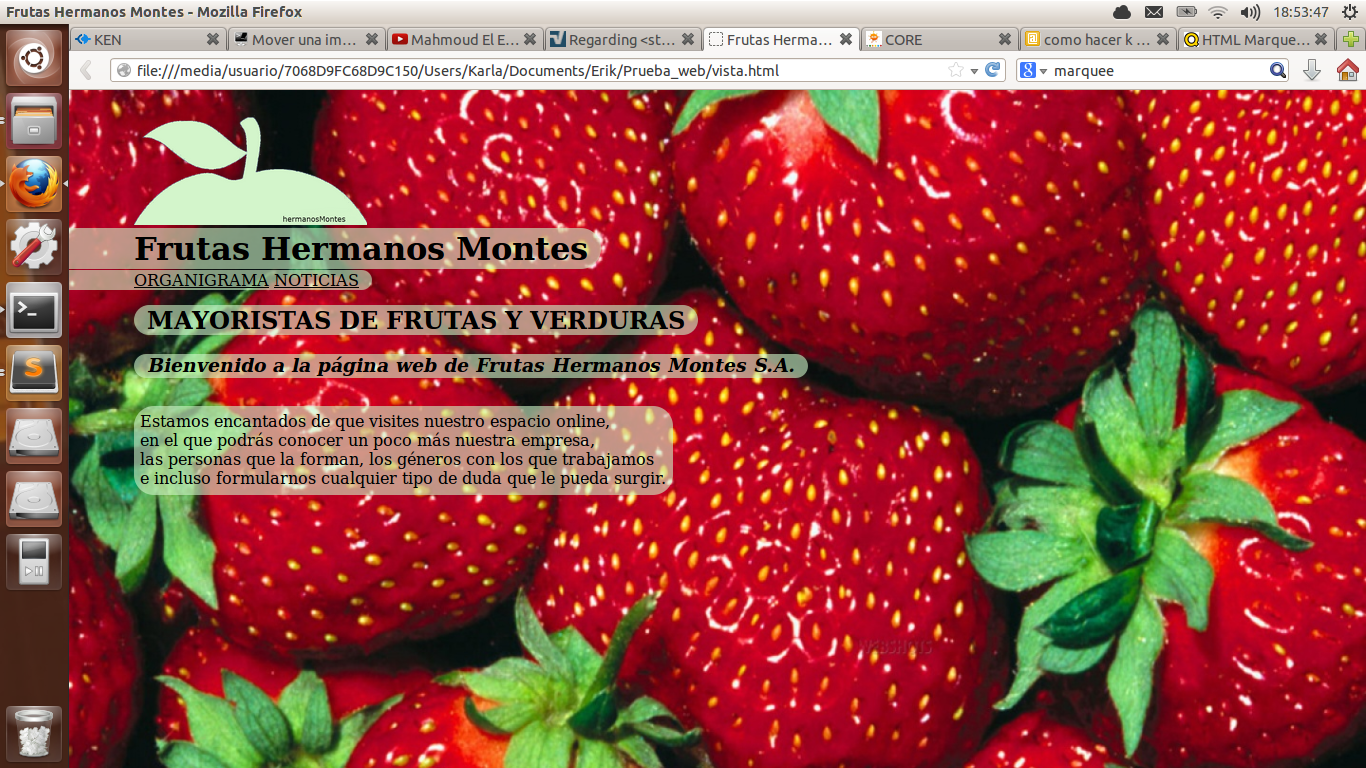 Frutas Hermanos Montes - Mozilla Firefox
18:53:47
KEN
Mover una im...
Mahmoud El E...
Regarding <st...
Frutas Herma...
CORE
como hacer k ...
HTML Marque...
file:///media/usuario/7068D9FC68D9C150/Users/Karla/Documents/Erik/Prueba_web/vista.html
marquee
hermanosMontes
Frutas Hermanos Montes
ORGANIGRAMA NOTICIAS
MAYORISTAS DE FRUTAS Y VERDURAS
Bienvenido a la página web de Frutas Hermanos Montes S.A.
Estamos encantados de que visites nuestro espacio online,
en el que podrás conocer un poco más nuestra empresa,
las personas que la forman, los géneros con los que trabajamos
e incluso formularnos cualquier tipo de duda que le pueda surgir.
WEBSHOTS